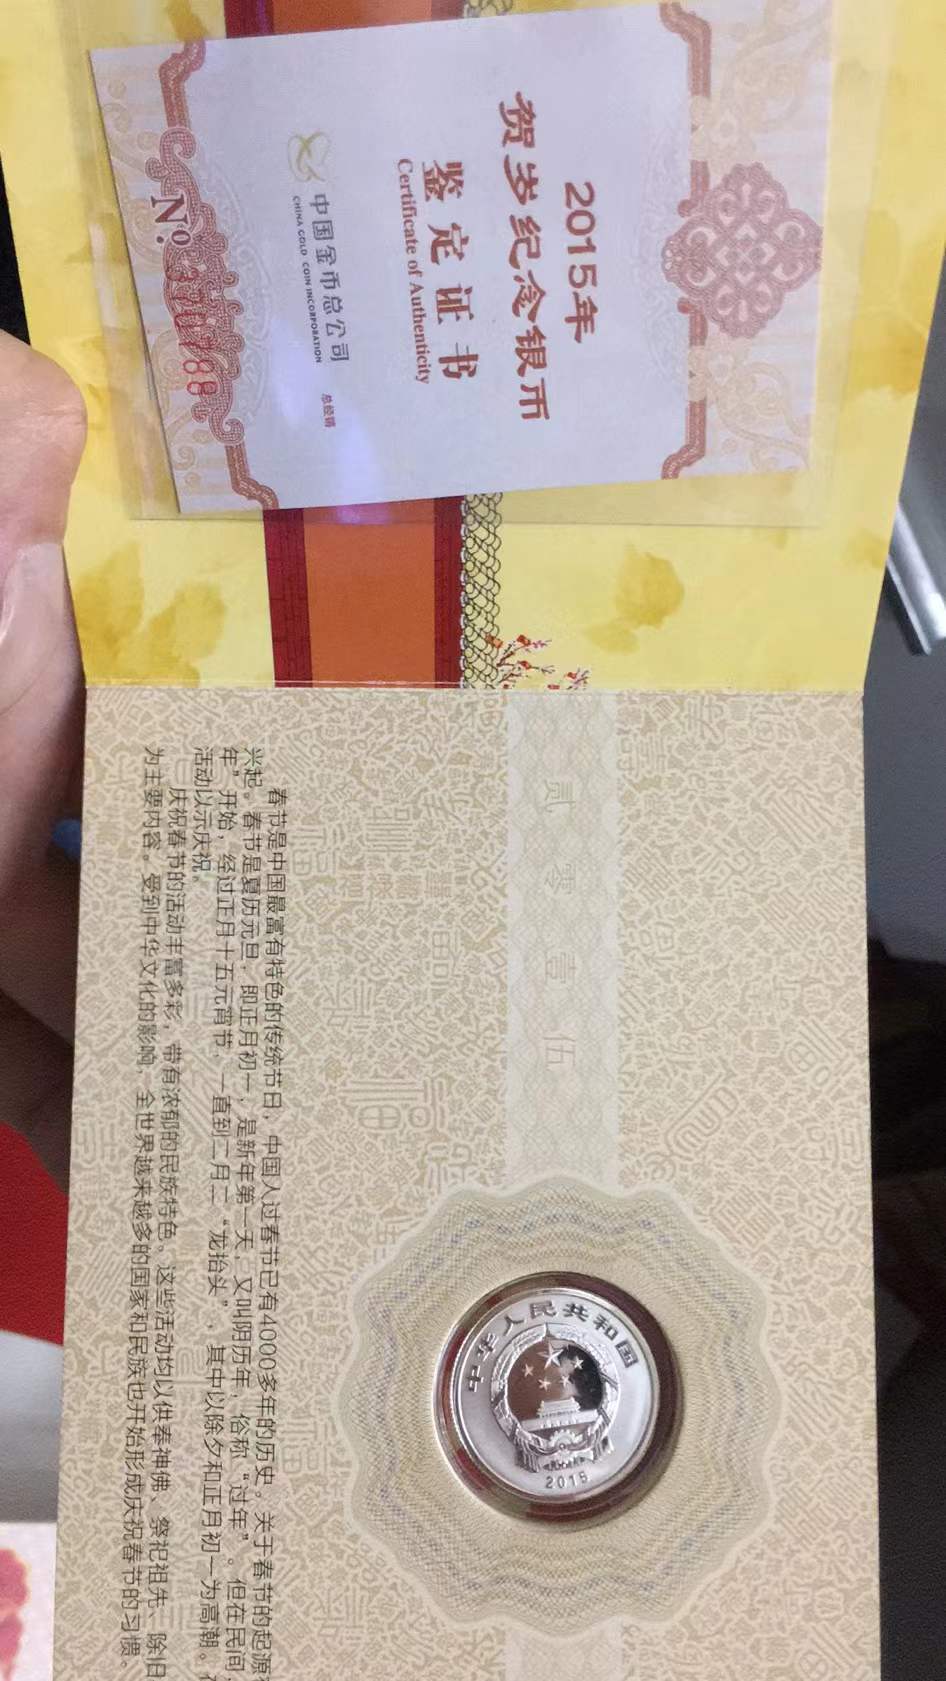 2015年
贺岁纪念银币
鉴定证书
Certificate of Authenticity
中国金币总公司 总经销
CHINA GOLD COIN INCORPORATION
No.
贰零壹伍
中华人民共和国
2015
春节是中国最富有特色的传统节日，中国人过春节已有4000多年的历史。关于春节的起源
兴起。春节是夏历元旦，即正月初一，是新年第一天，又叫阴历年，俗称“过年”。但在民间，
年”开始，经过正月十五元宵节，一直到二月二“龙抬头”，其中以除夕和正月初一为高潮。
活动以示庆祝。
庆祝春节的活动丰富多彩，带有浓郁的民族特色。这些活动均以供奉神佛、祭祀祖先、除旧
为主要内容。受到中华文化的影响，全世界越来越多的国家和民族也开始形成庆祝春节的习惯。